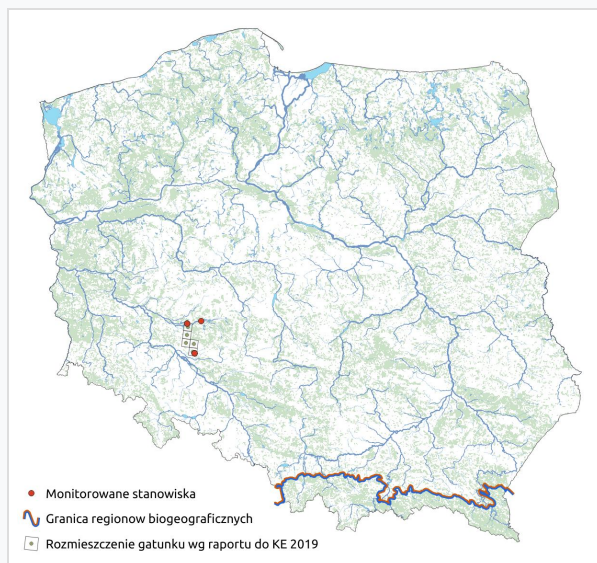 Monitorowane stanowiska
Granica regionow biogeograficznych
Rozmieszczenie gatunku wg raportu do KE 2019